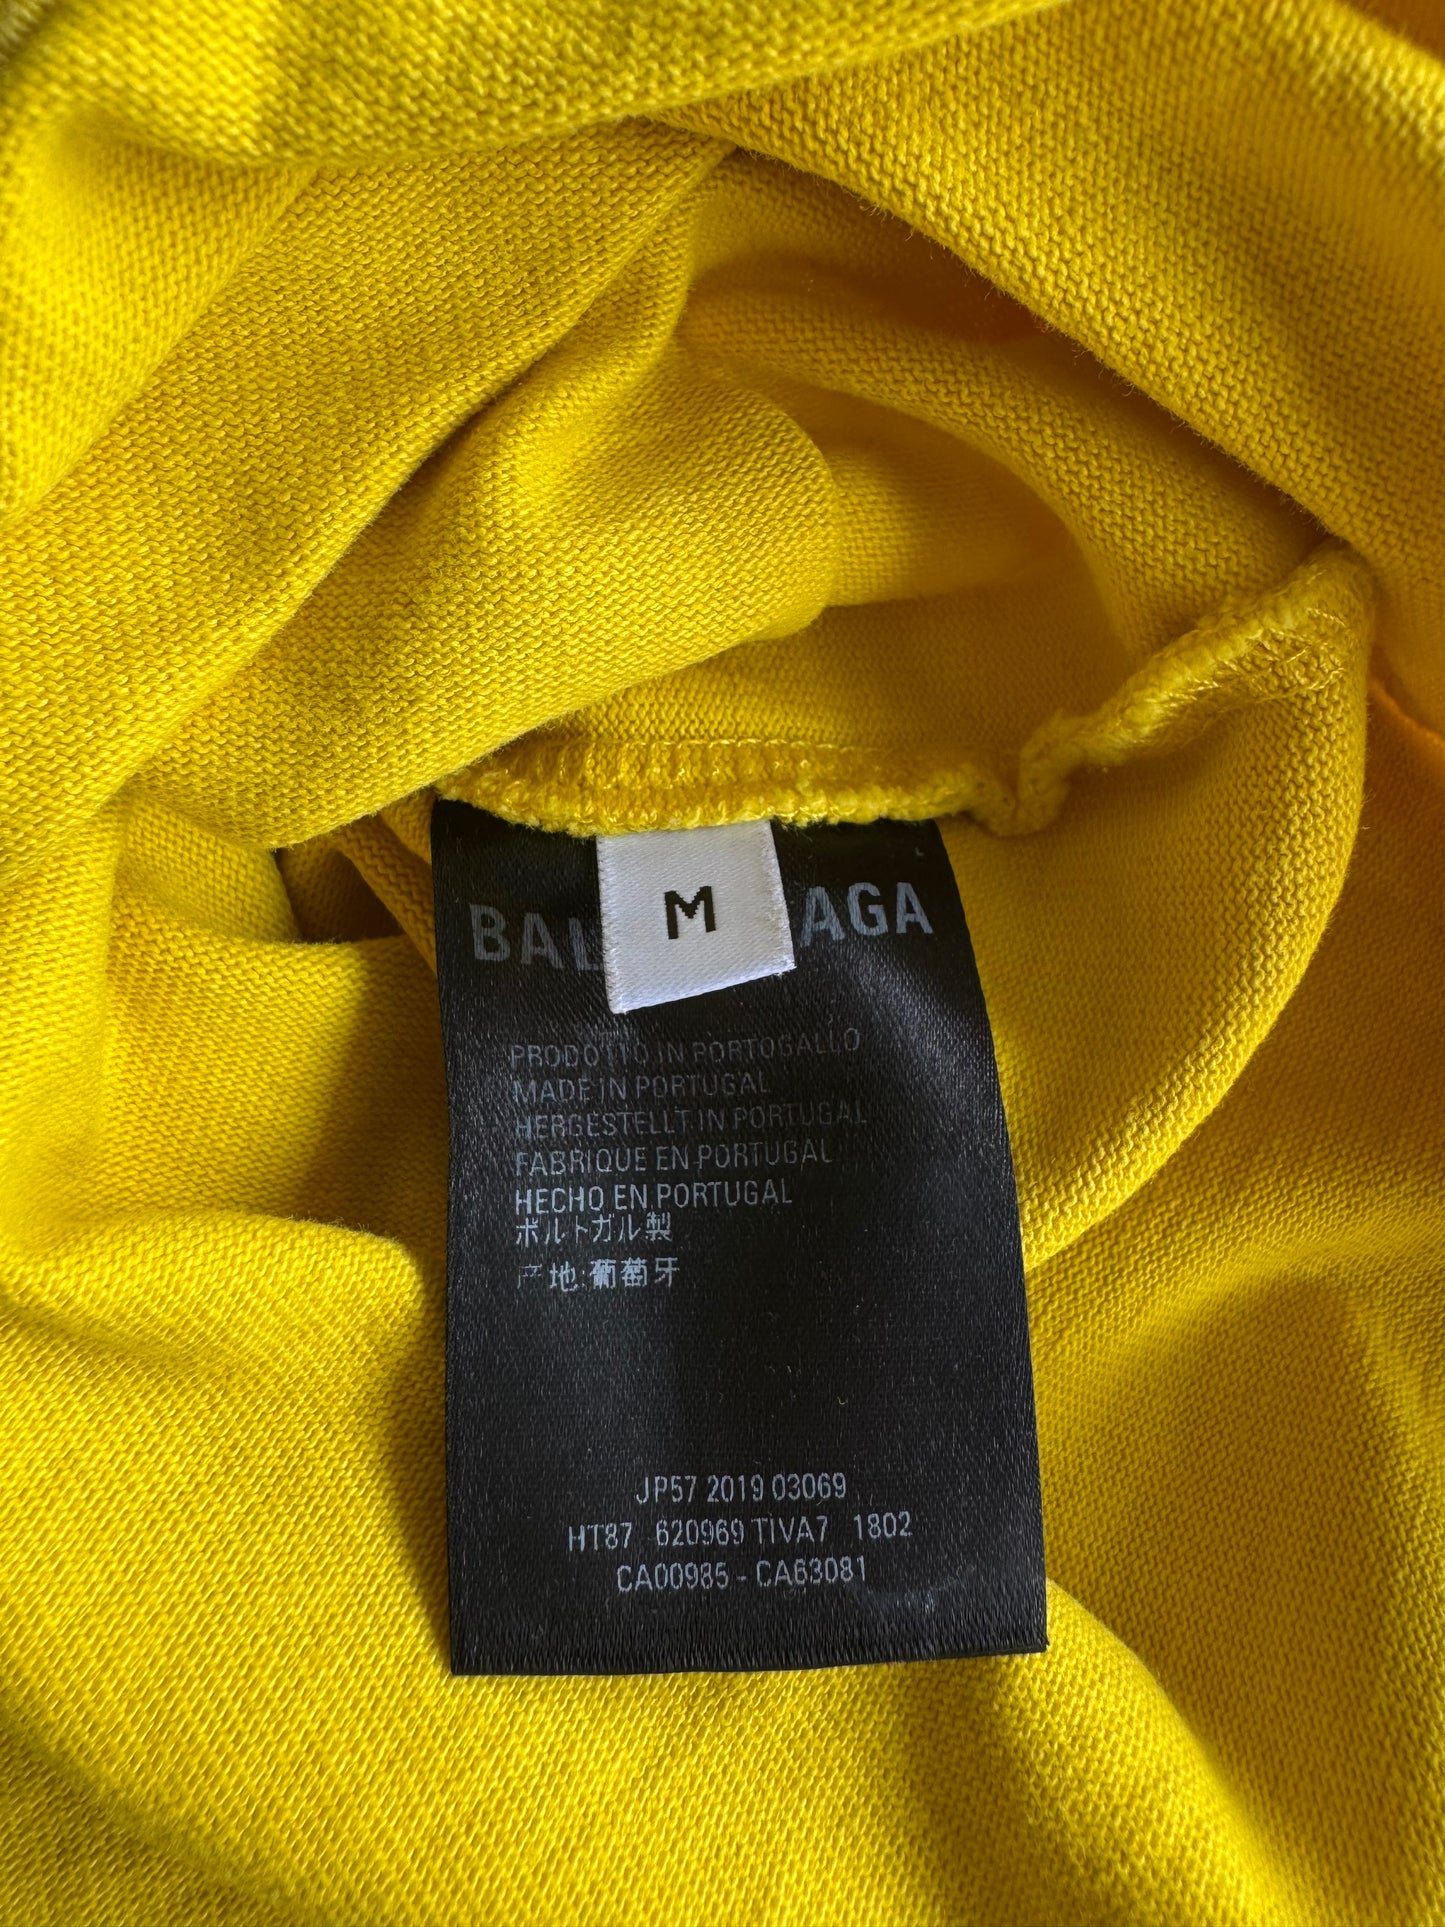 M
BAL AGA
PRODOTTO IN PORTOGALLO
MADE IN PORTUGAL
HERGESTELLT IN PORTUGAL
FABRIQUE EN PORTUGAL
HECHO EN PORTUGAL
ポルトガル製
产地:葡萄牙
JP57 2019 03069
HT87 620969 TIVA7 1802
CA00985 - CA63081